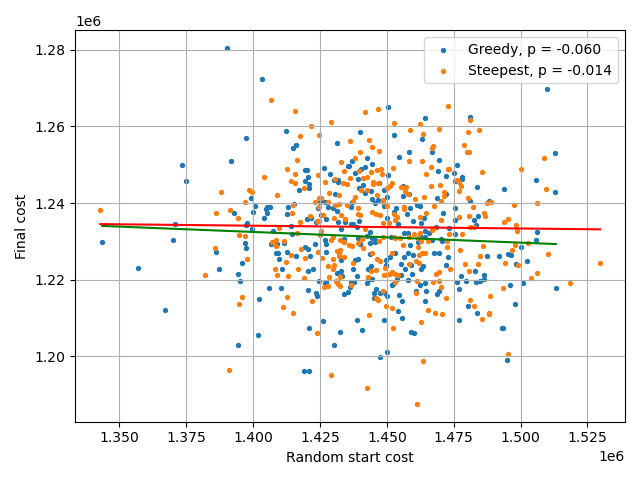 1e6
Greedy, p = -0.060
Steepest, p = -0.014
1.28
1.26
1.24
1.22
1.20
Final cost
1.350 1.375 1.400 1.425 1.450 1.475 1.500 1.525
Random start cost
1e6